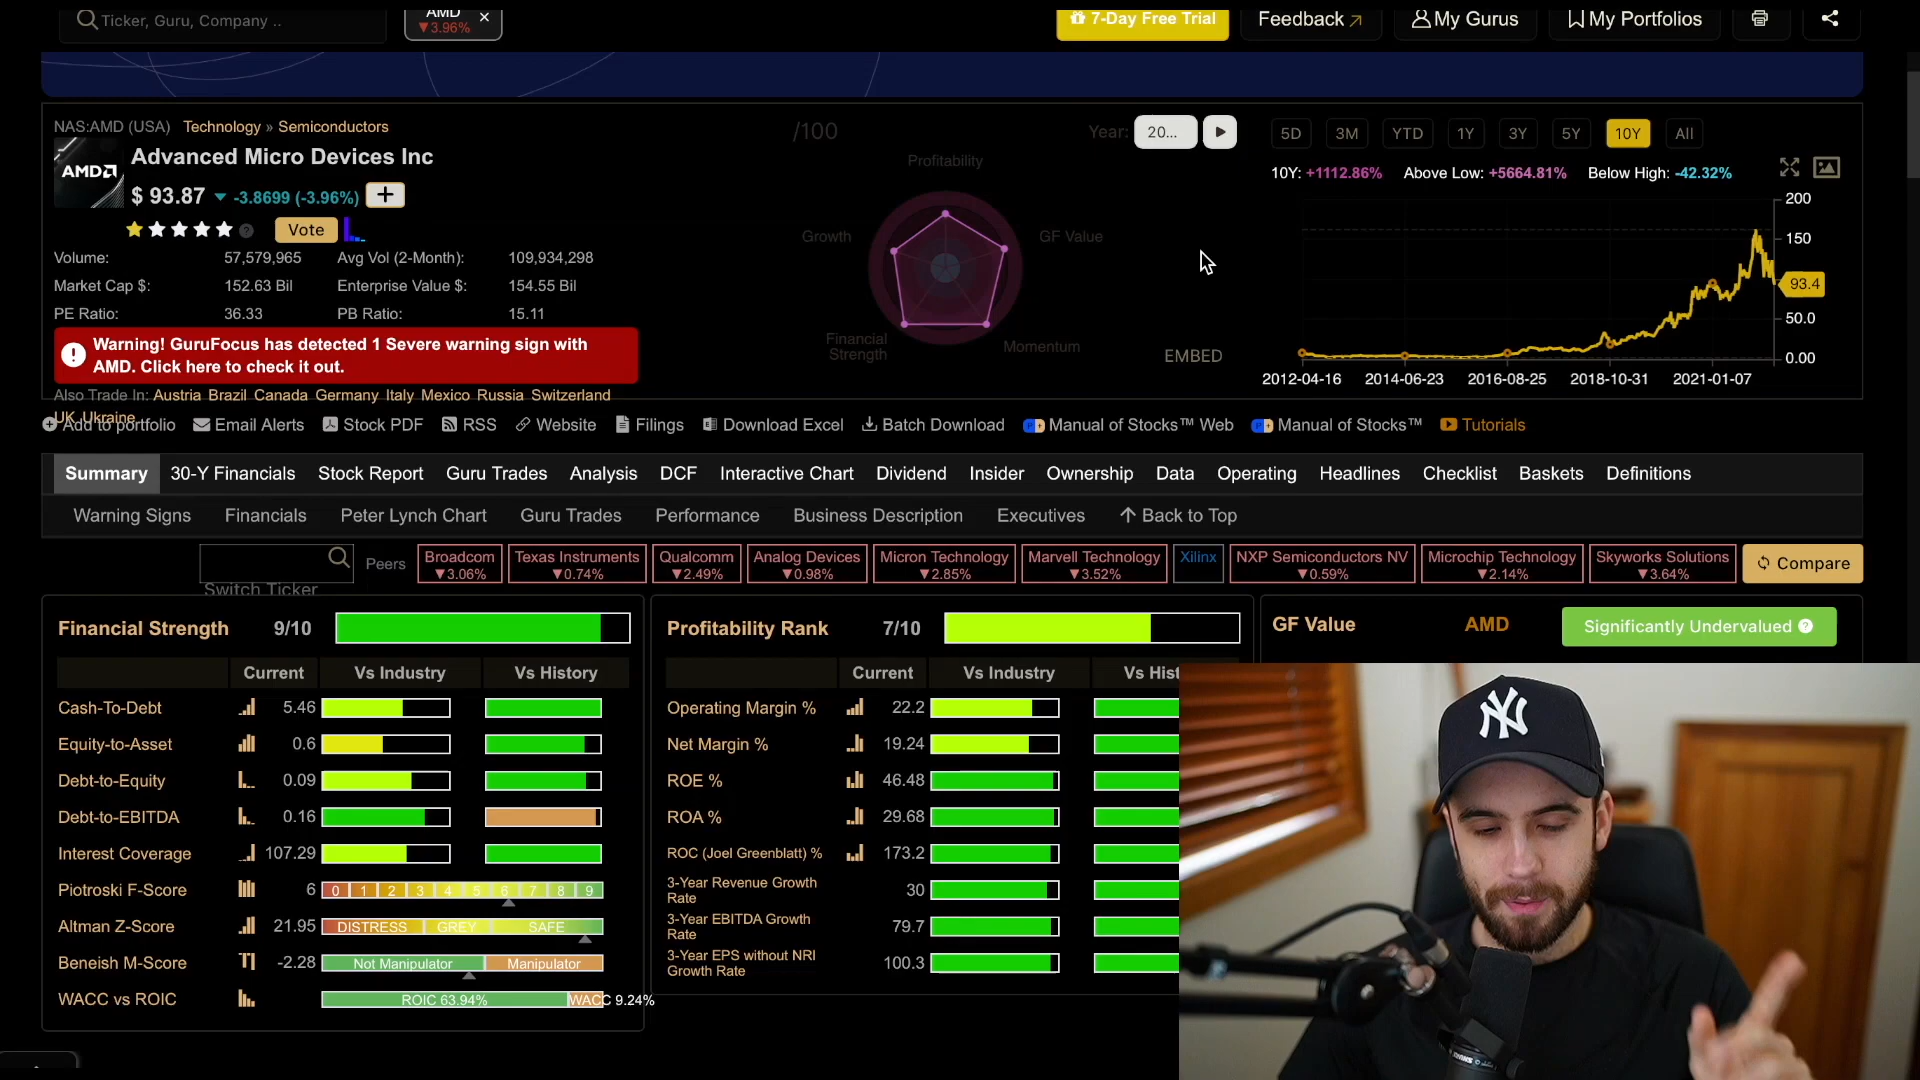 Ticker, Guru, Company ..
AMD ×
▼3.96%
7-Day Free Trial
Feedback
My Gurus
My Portfolios
NAS:AMD (USA) Technology » Semiconductors
AMD
Advanced Micro Devices Inc
$ 93.87 -3.8699 (-3.96%) +
Vote
Volume: 57,579,965 Avg Vol (2-Month): 109,934,298
Market Cap $: 152.63 Bil Enterprise Value $: 154.55 Bil
PE Ratio: 36.33 PB Ratio: 15.11
Warning! GuruFocus has detected 1 Severe warning sign with
AMD. Click here to check it out.
Also Trade In: Austria Brazil Canada Germany Italy Mexico Russia Switzerland
UK Ukraine
/100
Year: 20...
Profitability
Growth
GF Value
Financial
Strength
Momentum
EMBED
5D 3M YTD 1Y 3Y 5Y 10Y All
10Y: +1112.86% Above Low: +5664.81% Below High: -42.32%
200
150
93.4
50.0
0.00
2012-04-16 2014-06-23 2016-08-25 2018-10-31 2021-01-07
Add to portfolio Email Alerts Stock PDF RSS Website Filings Download Excel Batch Download Manual of Stocks™ Web Manual of Stocks™ Tutorials
Summary 30-Y Financials Stock Report Guru Trades Analysis DCF Interactive Chart Dividend Insider Ownership Data Operating Headlines Checklist Baskets Definitions
Warning Signs Financials Peter Lynch Chart Guru Trades Performance Business Description Executives Back to Top
Switch Ticker
Peers
Broadcom
▼3.06%
Texas Instruments
▼0.74%
Qualcomm
▼2.49%
Analog Devices
▼0.98%
Micron Technology
▼2.85%
Marvell Technology
▼3.52%
Xilinx
NXP Semiconductors NV
▼0.59%
Microchip Technology
▼2.14%
Skyworks Solutions
▼3.64%
Compare
Financial Strength 9/10
Current Vs Industry Vs History
Cash-To-Debt 5.46
Equity-to-Asset 0.6
Debt-to-Equity 0.09
Debt-to-EBITDA 0.16
Interest Coverage 107.29
Piotroski F-Score 6 0 1 2 3 4 5 6 7 8 9
Altman Z-Score 21.95 DISTRESS GREY SAFE
Beneish M-Score -2.28 Not Manipulator Manipulator
WACC vs ROIC ROIC 63.94% WACC 9.24%
Profitability Rank 7/10
Current Vs Industry Vs Hist
Operating Margin % 22.2
Net Margin % 19.24
ROE % 46.48
ROA % 29.68
ROC (Joel Greenblatt) % 173.2
3-Year Revenue Growth
Rate 30
3-Year EBITDA Growth
Rate 79.7
3-Year EPS without NRI
Growth Rate 100.3
GF Value AMD Significantly Undervalued
NY